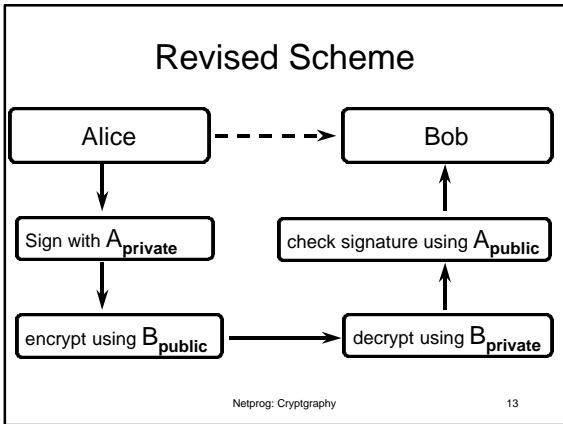 Revised Scheme
Alice
Bob
Sign with Aprivate
check signature using Apublic
encrypt using Bpublic
decrypt using Bprivate
Netprog: Cryptgraphy
13